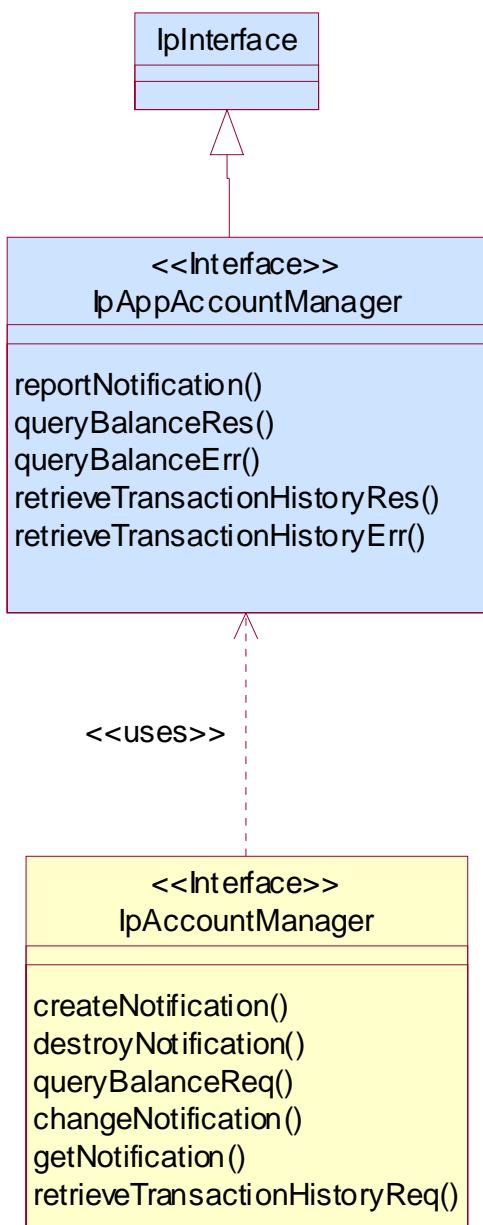 IpInterface
<<Interface>>
IpAppAccountManager
reportNotification()
queryBalanceRes()
queryBalanceErr()
retrieveTransactionHistoryRes()
retrieveTransactionHistoryErr()
<<uses>>
<<Interface>>
IpAccountManager
createNotification()
destroyNotification()
queryBalanceReq()
changeNotification()
getNotification()
retrieveTransactionHistoryReq()